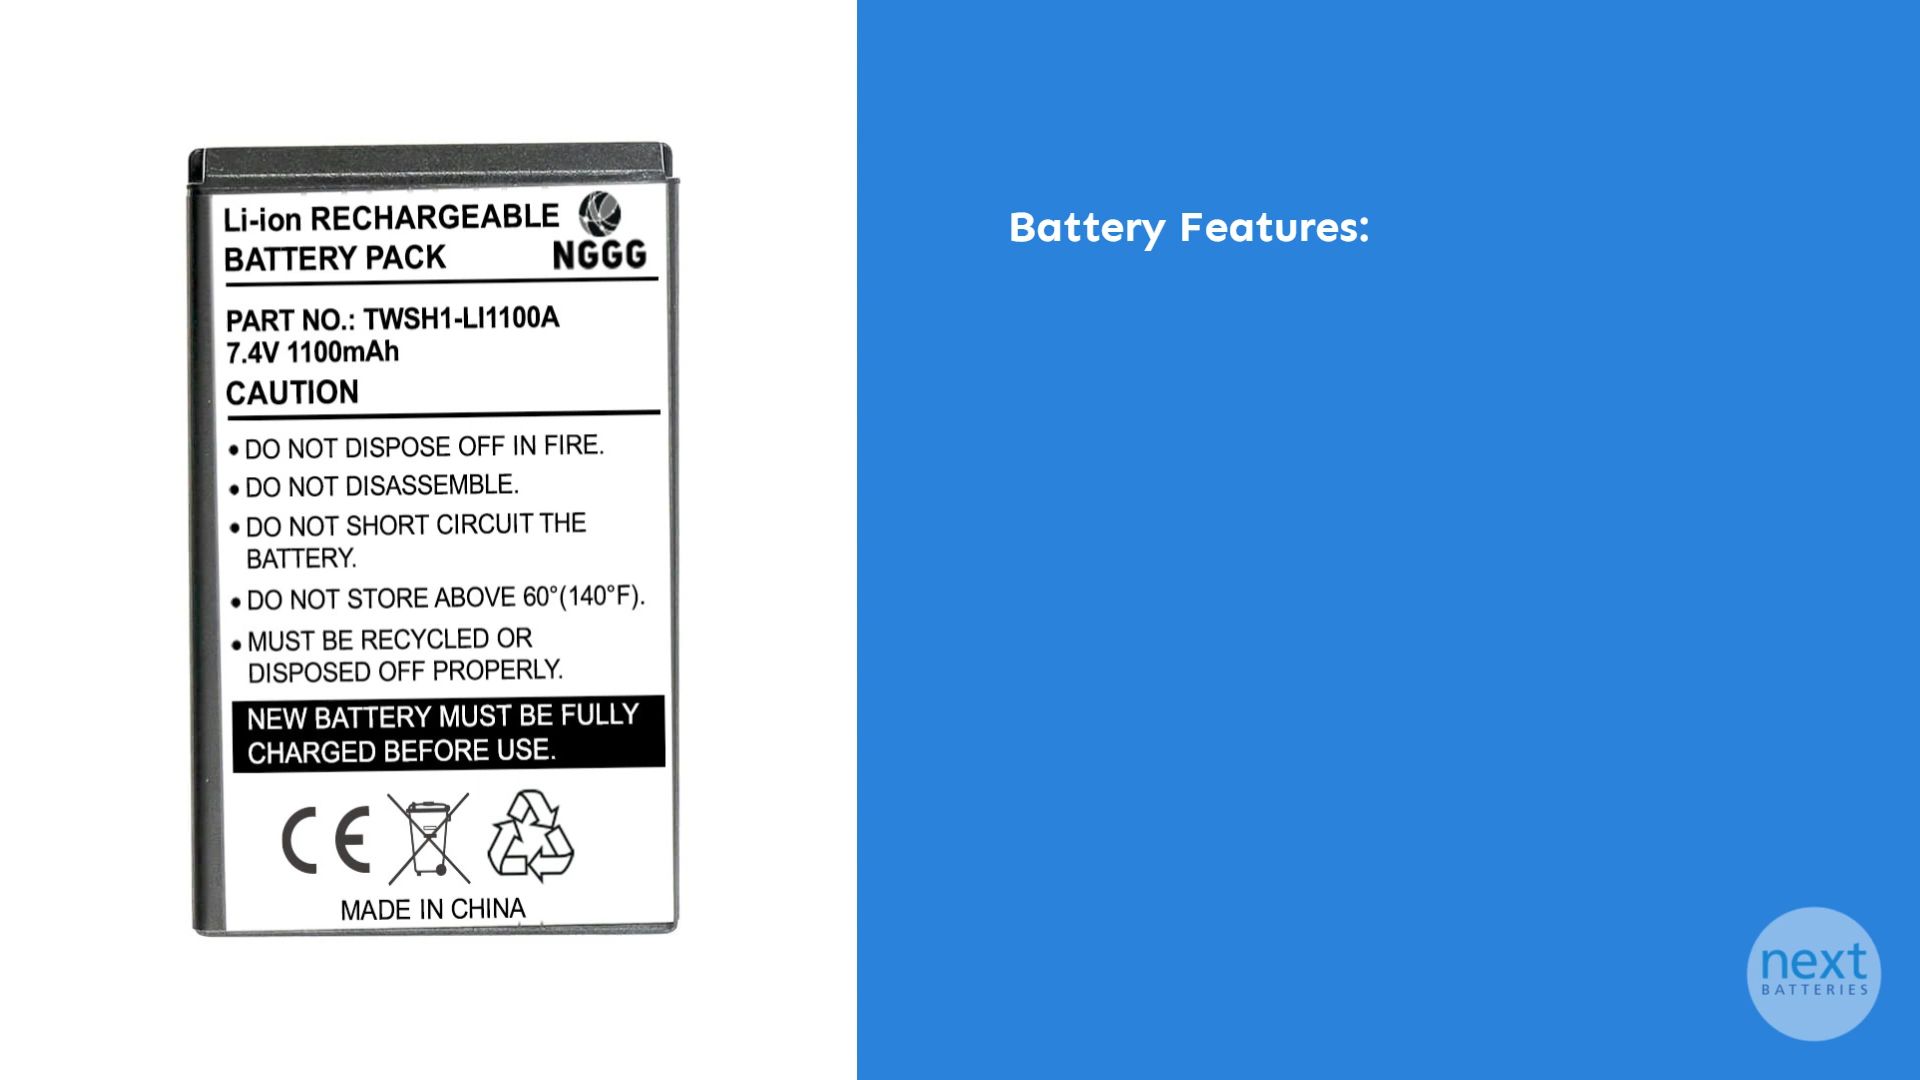 Li-ion RECHARGEABLE
BATTERY PACK
NGGG
PART NO.: TWSH1-LI1100A
7.4V 1100mAh
CAUTION
• DO NOT DISPOSE OFF IN FIRE.
• DO NOT DISASSEMBLE.
• DO NOT SHORT CIRCUIT THE
BATTERY.
• DO NOT STORE ABOVE 60°(140°F).
• MUST BE RECYCLED OR
DISPOSED OFF PROPERLY.
NEW BATTERY MUST BE FULLY
CHARGED BEFORE USE.
CE
MADE IN CHINA
Battery Features:
next
BATTERIES